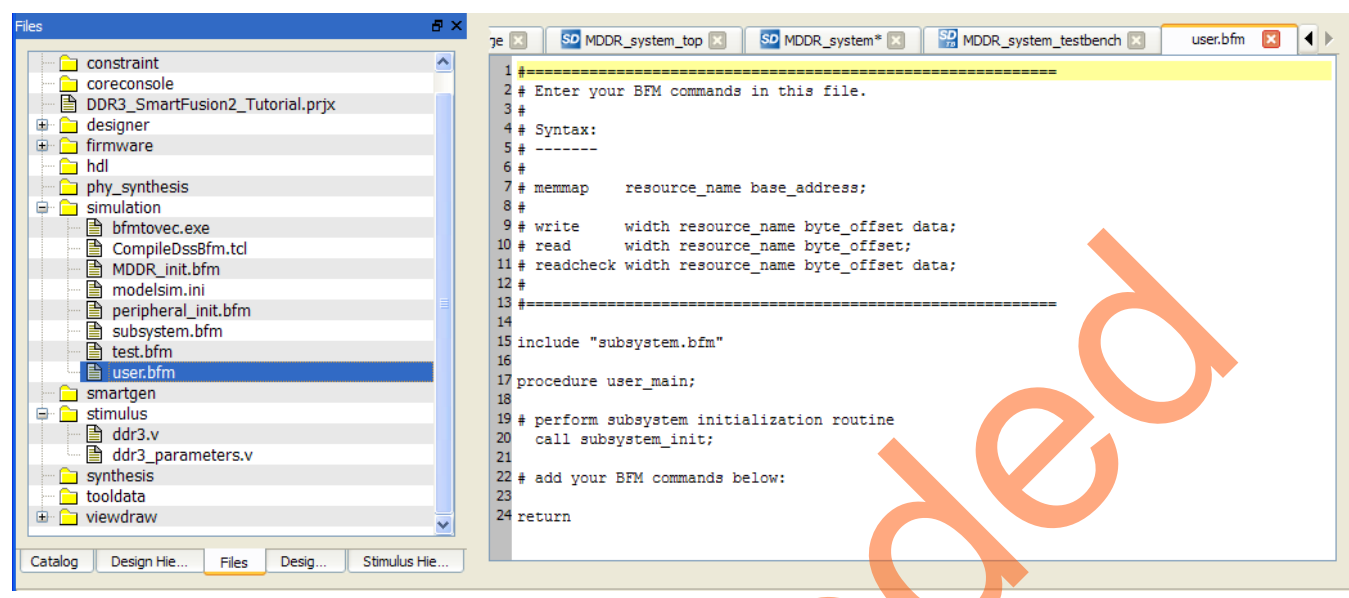 Files
constraint
coreconsole
DDR3_SmartFusion2_Tutorial.prjx
designer
firmware
hdl
phy_synthesis
simulation
bfmtovec.exe
CompileDssBfm.tcl
MDDR_init.bfm
modelsim.ini
peripheral_init.bfm
subsystem.bfm
test.bfm
user.bfm
smartgen
stimulus
ddr3.v
ddr3_parameters.v
synthesis
tooldata
viewdraw
Catalog Design Hie... Files Desig... Stimulus Hie...
ge SD MDDR_system_top SD MDDR_system* SD TB MDDR_system_testbench user.bfm
1 #===========================================================
2 # Enter your BFM commands in this file.
3 #
4 # Syntax:
5 # -------
6 #
7 # memmap    resource_name base_address;
8 #
9 # write     width resource_name byte_offset data;
10 # read      width resource_name byte_offset;
11 # readcheck width resource_name byte_offset data;
12 #
13 #===========================================================
14
15 include "subsystem.bfm"
16
17 procedure user_main;
18
19 # perform subsystem initialization routine
20   call subsystem_init;
21
22 # add your BFM commands below:
23
24 return
ded